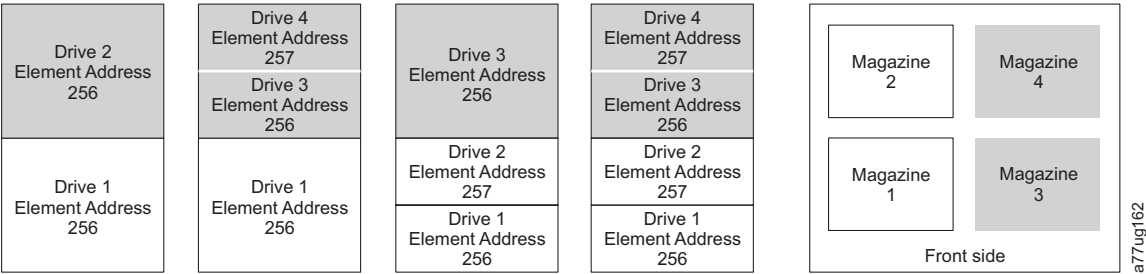 Drive 2
Element Address
256
Drive 1
Element Address
256
Drive 4
Element Address
257
Drive 3
Element Address
256
Drive 1
Element Address
256
Drive 3
Element Address
256
Drive 2
Element Address
257
Drive 1
Element Address
256
Drive 4
Element Address
257
Drive 3
Element Address
256
Drive 2
Element Address
257
Drive 1
Element Address
256
Magazine
2
Magazine
4
Magazine
1
Magazine
3
Front side
a77ug162